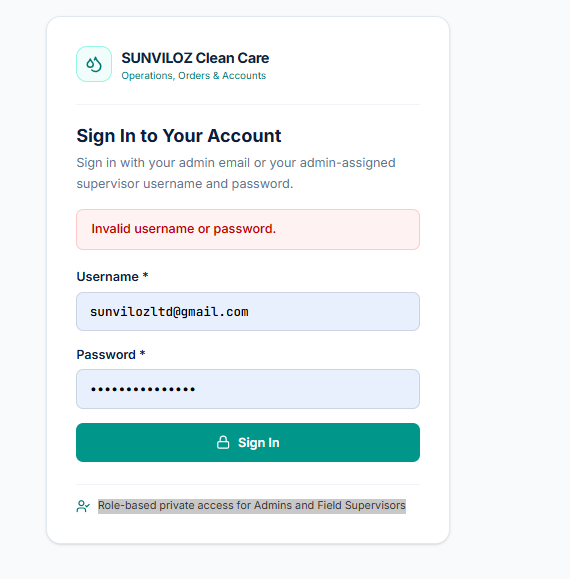 SUNVILOZ Clean Care
Operations, Orders & Accounts
Sign In to Your Account
Sign in with your admin email or your admin-assigned
supervisor username and password.
Invalid username or password.
Username *
sunvilozltd@gmail.com
Password *
•••••••••••••••
Sign In
Role-based private access for Admins and Field Supervisors